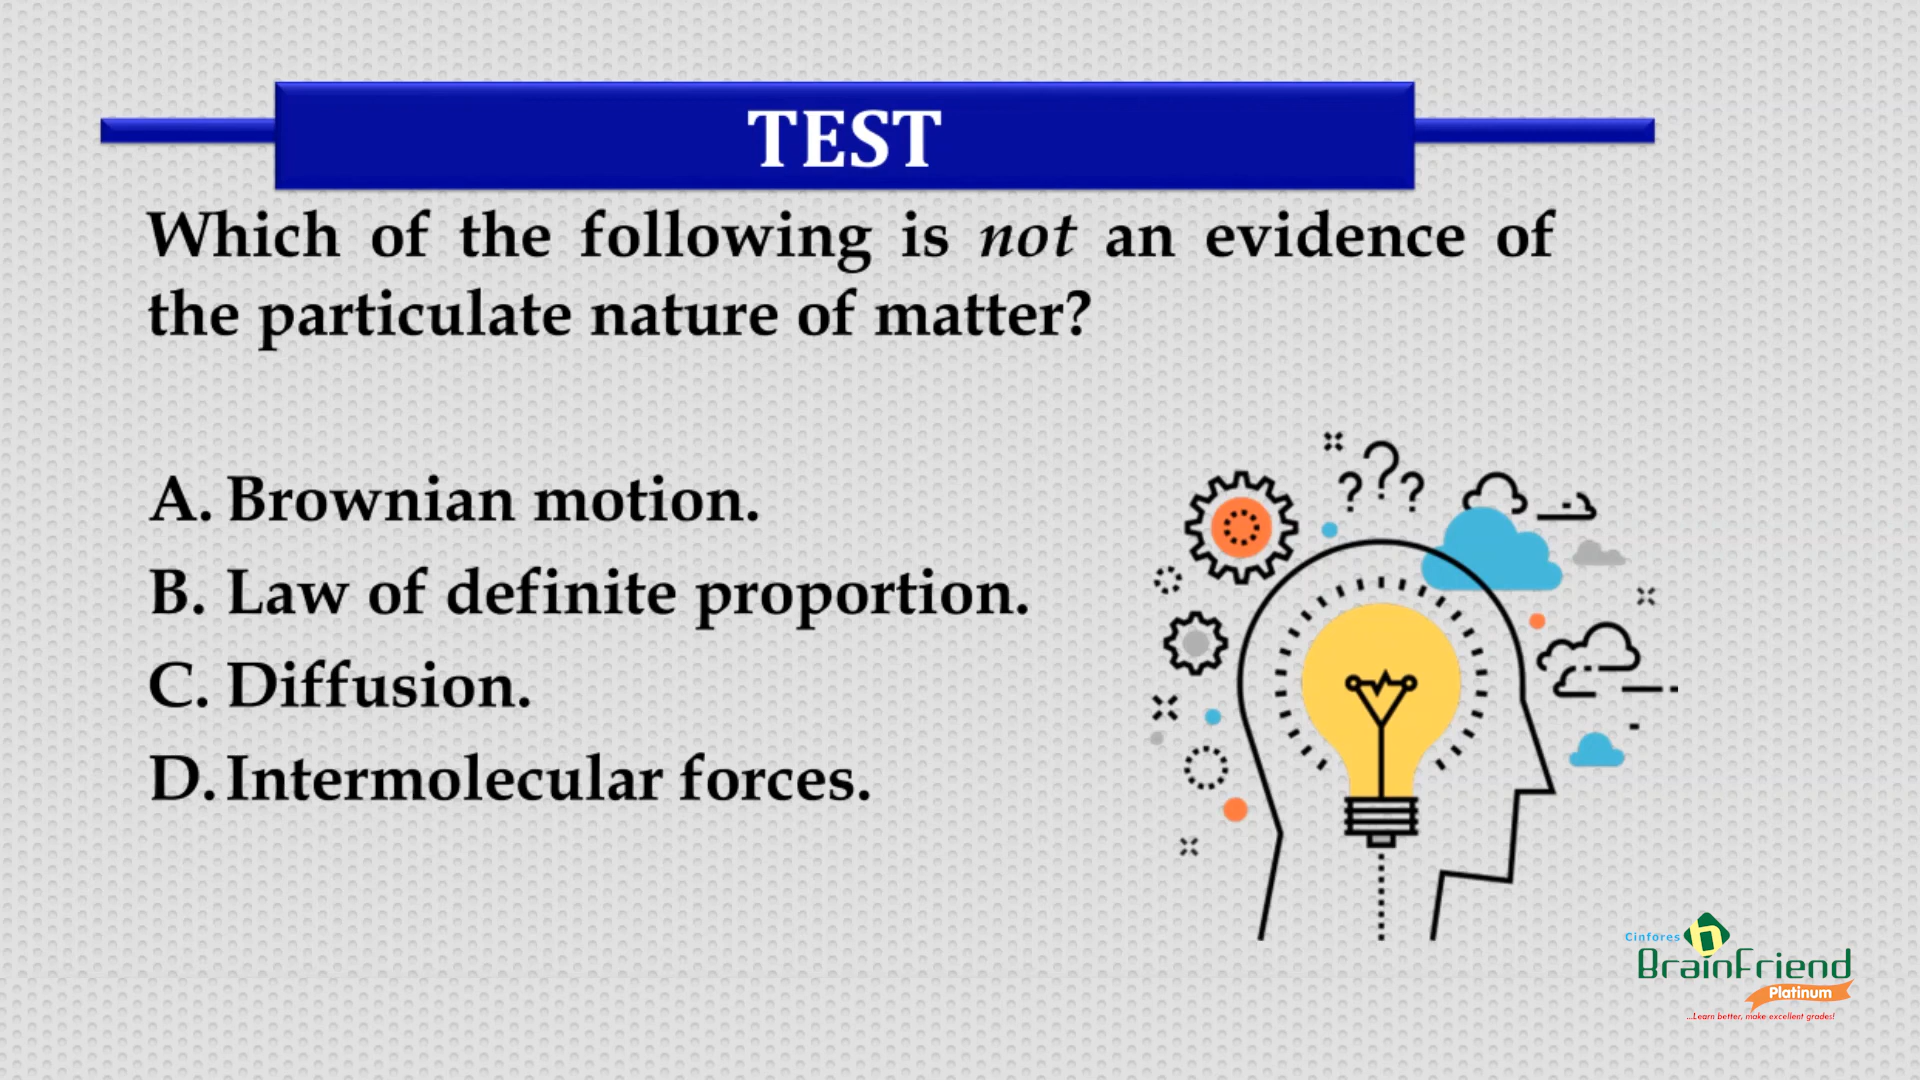 TEST
Which of the following is not an evidence of
the particulate nature of matter?
A. Brownian motion.
B. Law of definite proportion.
C. Diffusion.
D. Intermolecular forces.
Cinfores
BrainFriend
Platinum
...Learn better, make excellent grades!